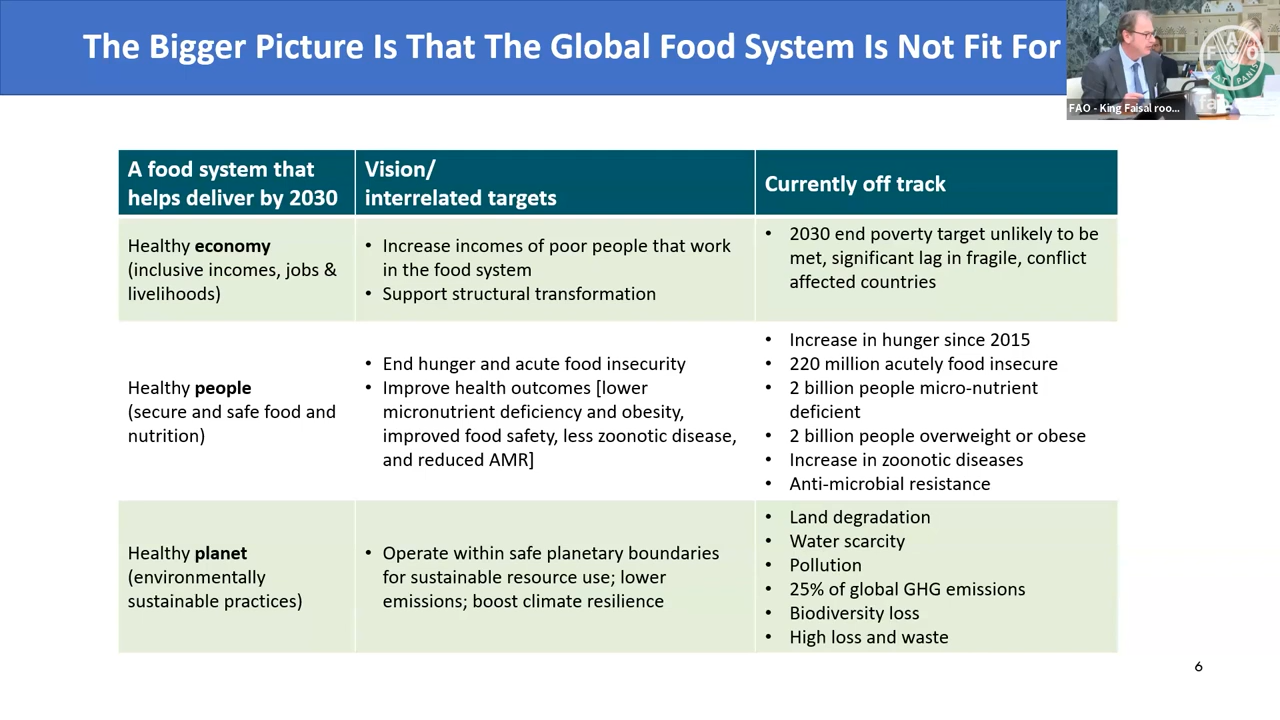 The Bigger Picture Is That The Global Food System Is Not Fit For
FAO - King Faisal roo...
A food system that
helps deliver by 2030
Vision/
interrelated targets
Currently off track
Healthy economy
(inclusive incomes, jobs &
livelihoods)
• Increase incomes of poor people that work
in the food system
• Support structural transformation
• 2030 end poverty target unlikely to be
met, significant lag in fragile, conflict
affected countries
Healthy people
(secure and safe food and
nutrition)
• End hunger and acute food insecurity
• Improve health outcomes [lower
micronutrient deficiency and obesity,
improved food safety, less zoonotic disease,
and reduced AMR]
• Increase in hunger since 2015
• 220 million acutely food insecure
• 2 billion people micro-nutrient
deficient
• 2 billion people overweight or obese
• Increase in zoonotic diseases
• Anti-microbial resistance
Healthy planet
(environmentally
sustainable practices)
• Operate within safe planetary boundaries
for sustainable resource use; lower
emissions; boost climate resilience
• Land degradation
• Water scarcity
• Pollution
• 25% of global GHG emissions
• Biodiversity loss
• High loss and waste
6